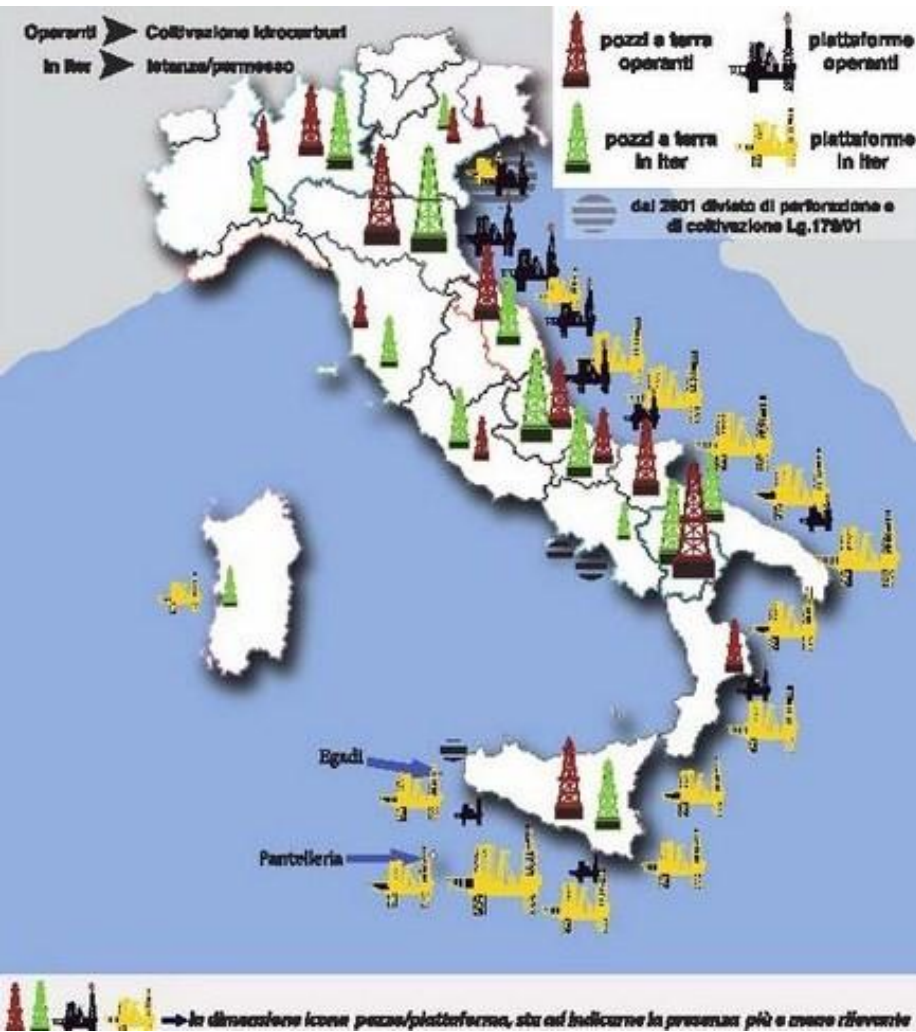 Operanti ➤ Coltivazione Idrocarburi
In iter ➤ Istanza/permesso
pozzi a terra
operanti
piattaforme
operanti
pozzi a terra
in iter
piattaforme
in iter
dal 2001 divieto di perforazione e
di coltivazione Lg.179/01
Egadi
Pantelleria
la dimensione icone pozzo/piattaforma, sta ad indicarne la presenza più o meno rilevante